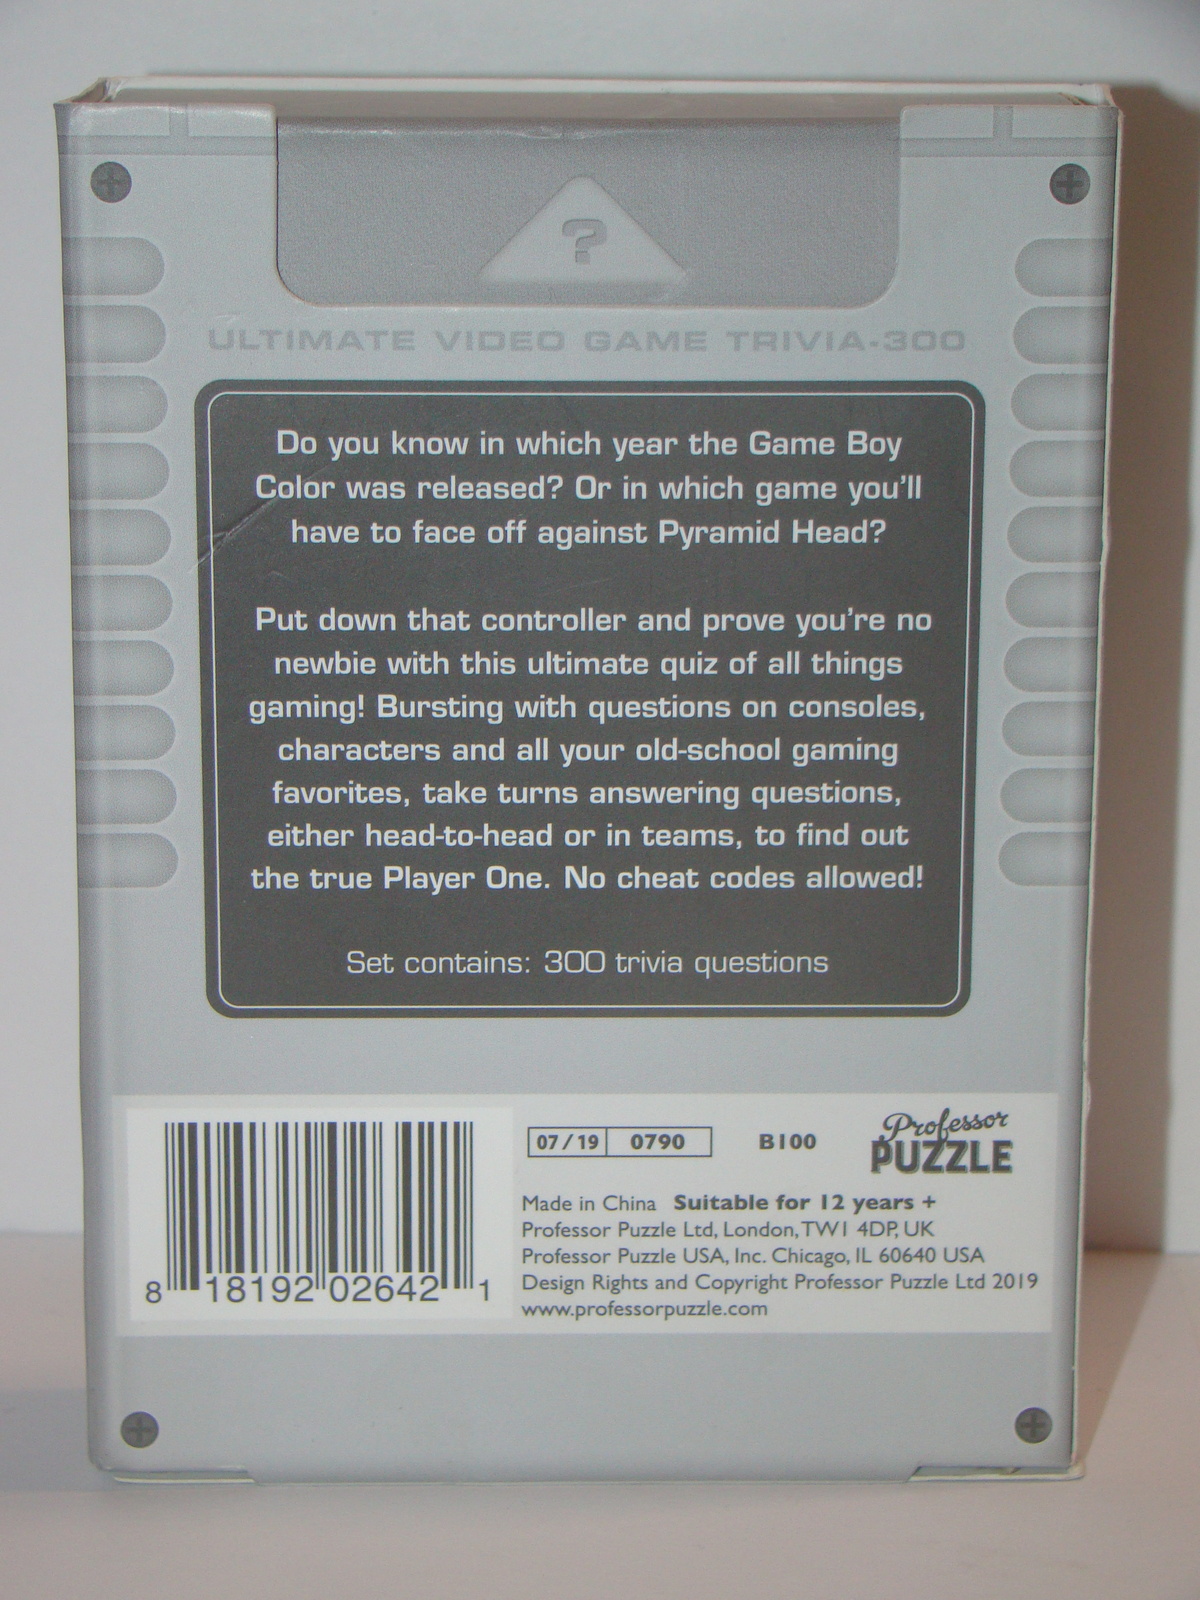 ?
ULTIMATE VIDEO GAME TRIVIA-300
Do you know in which year the Game Boy
Color was released? Or in which game you'll
have to face off against Pyramid Head?
Put down that controller and prove you're no
newbie with this ultimate quiz of all things
gaming! Bursting with questions on consoles,
characters and all your old-school gaming
favorites, take turns answering questions,
either head-to-head or in teams, to find out
the true Player One. No cheat codes allowed!
Set contains: 300 trivia questions
8 18192 02642 1
07/19 0790 B100
Professor
PUZZLE
Made in China Suitable for 12 years +
Professor Puzzle Ltd, London, TW1 4DP, UK
Professor Puzzle USA, Inc. Chicago, IL 60640 USA
Design Rights and Copyright Professor Puzzle Ltd 2019
www.professorpuzzle.com